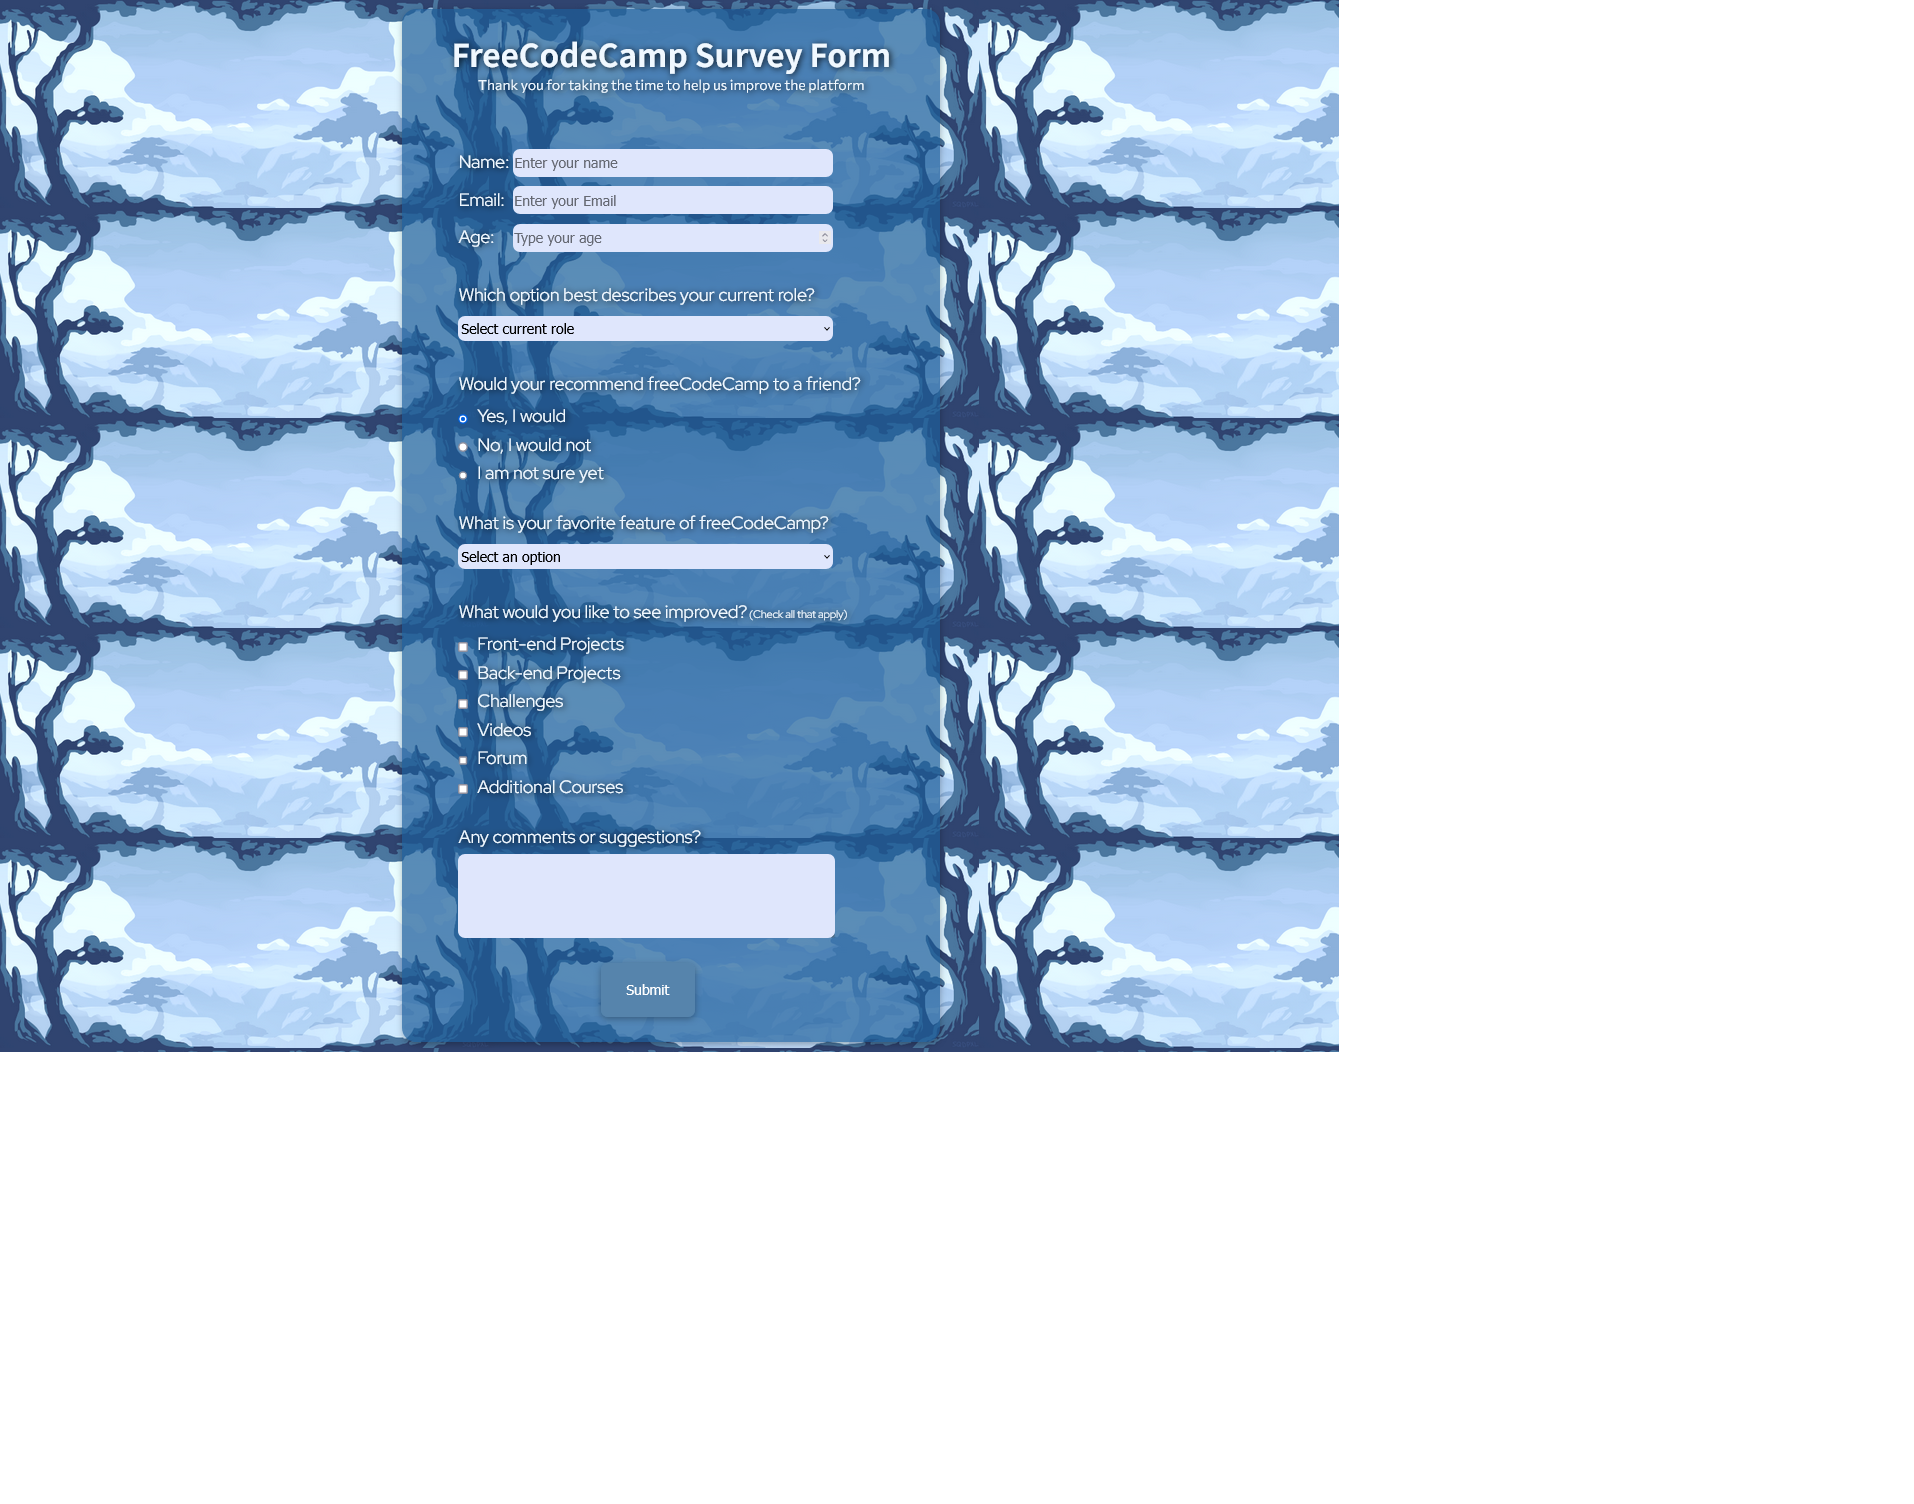 FreeCodeCamp Survey Form
Thank you for taking the time to help us improve the platform
Name: Enter your name
Email: Enter your Email
Age: Type your age
Which option best describes your current role?
Select current role
Would your recommend freeCodeCamp to a friend?
Yes, I would
No, I would not
I am not sure yet
What is your favorite feature of freeCodeCamp?
Select an option
What would you like to see improved? (Check all that apply)
Front-end Projects
Back-end Projects
Challenges
Videos
Forum
Additional Courses
Any comments or suggestions?
Submit